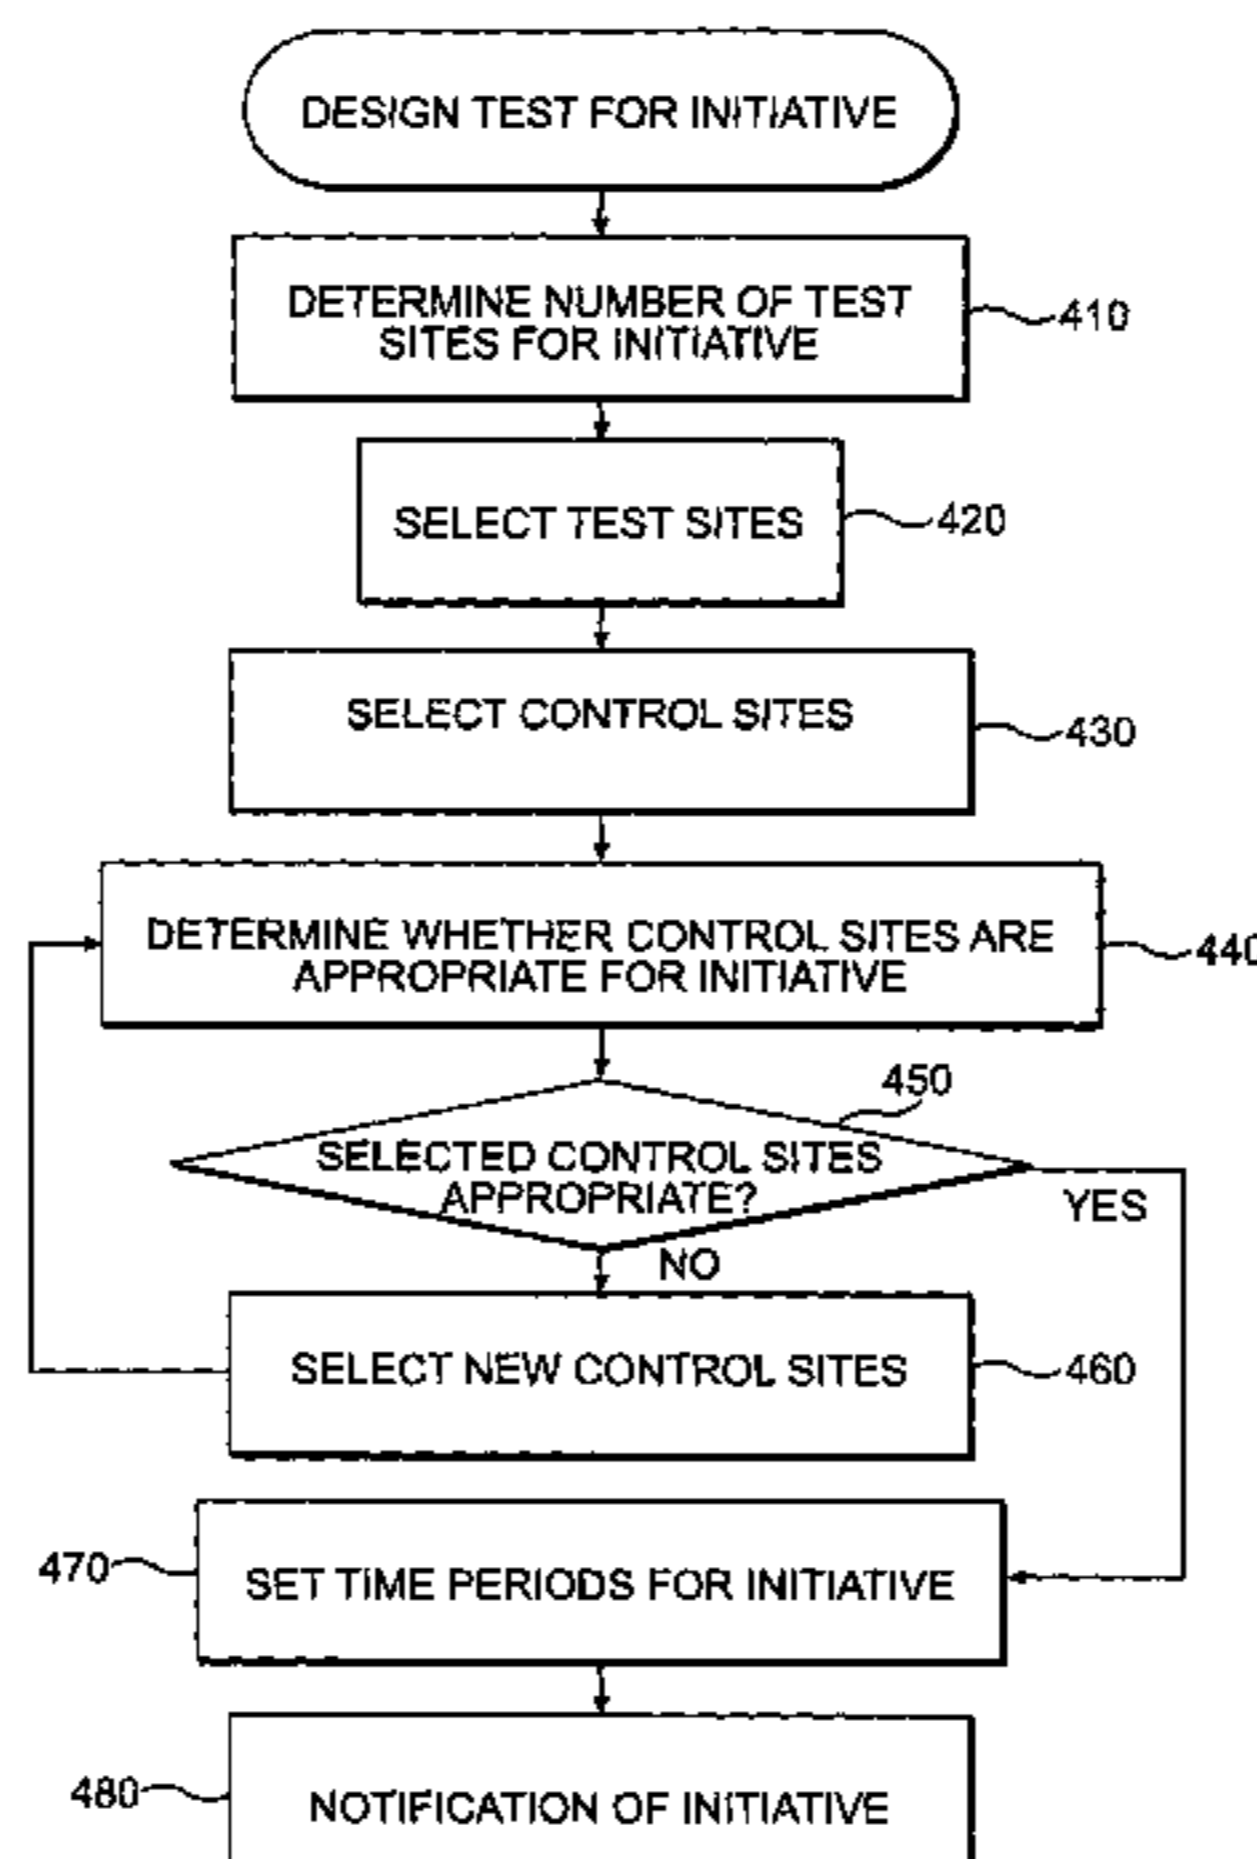 DESIGN TEST FOR INITIATIVE
DETERMINE NUMBER OF TEST
SITES FOR INITIATIVE
410
SELECT TEST SITES
420
SELECT CONTROL SITES
430
DETERMINE WHETHER CONTROL SITES ARE
APPROPRIATE FOR INITIATIVE
440
450
SELECTED CONTROL SITES
APPROPRIATE?
YES
NO
SELECT NEW CONTROL SITES
460
470
SET TIME PERIODS FOR INITIATIVE
480
NOTIFICATION OF INITIATIVE